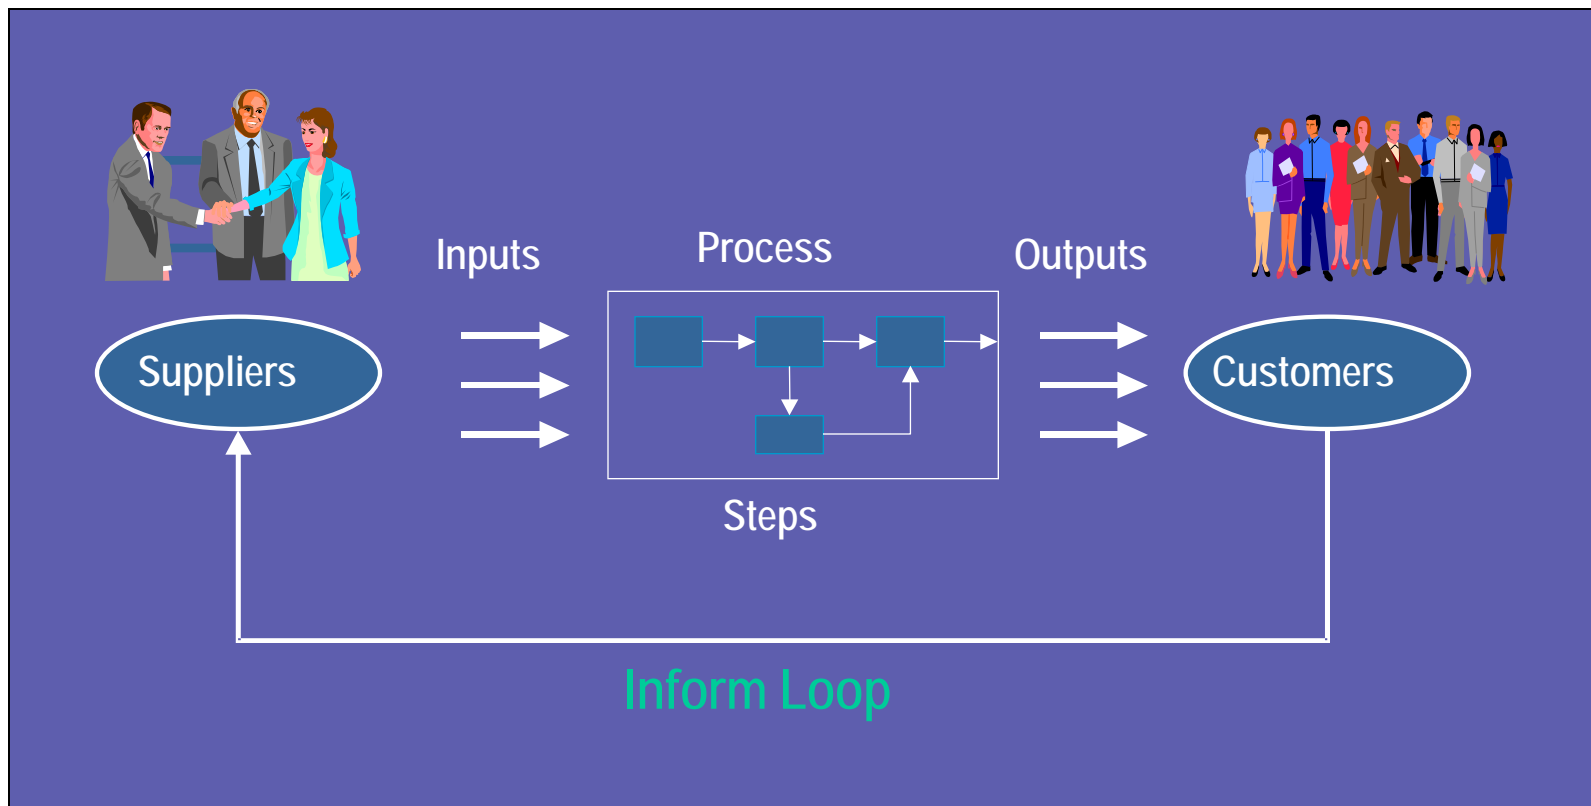 Suppliers
Inputs
Process
Steps
Outputs
Customers
Inform Loop